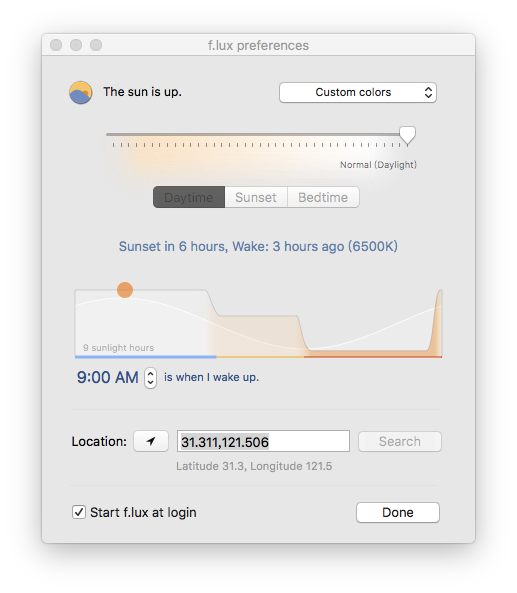 f.lux preferences
The sun is up.
Custom colors
Normal (Daylight)
Daytime
Sunset
Bedtime
Sunset in 6 hours, Wake: 3 hours ago (6500K)
9 sunlight hours
9:00 AM is when I wake up.
Location: 31.311,121.506 Search
Latitude 31.3, Longitude 121.5
Start f.lux at login
Done